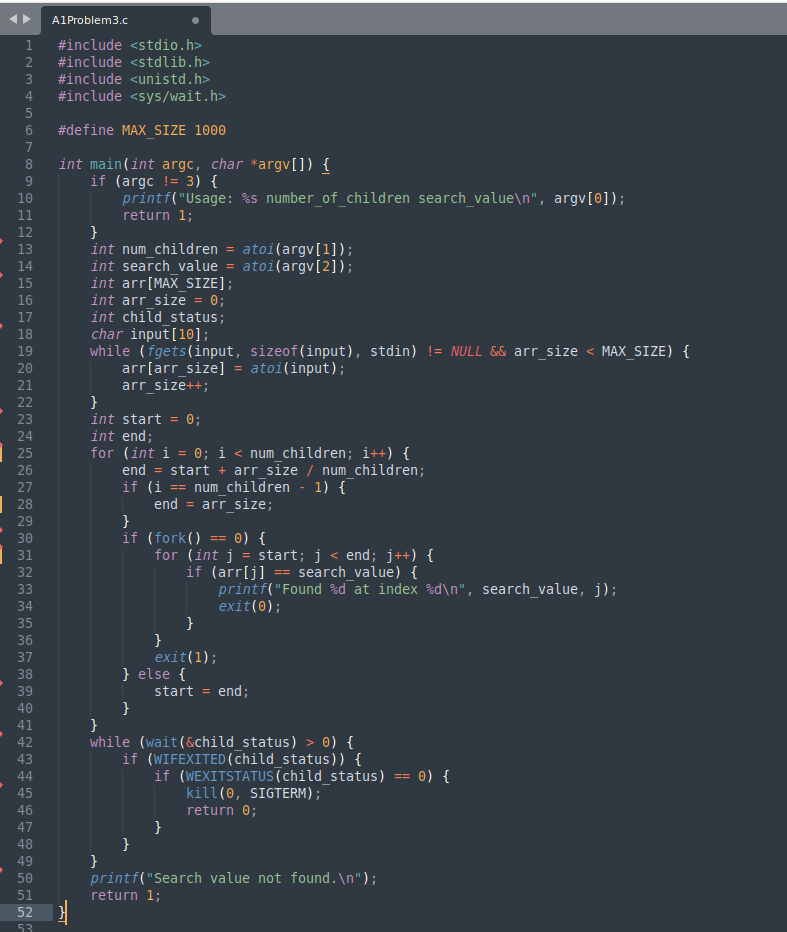 A1Problem3.c
1 #include <stdio.h>
2 #include <stdlib.h>
3 #include <unistd.h>
4 #include <sys/wait.h>
5
6 #define MAX_SIZE 1000
7
8 int main(int argc, char *argv[]) {
9     if (argc != 3) {
10         printf("Usage: %s number_of_children search_value\n", argv[0]);
11         return 1;
12     }
13     int num_children = atoi(argv[1]);
14     int search_value = atoi(argv[2]);
15     int arr[MAX_SIZE];
16     int arr_size = 0;
17     int child_status;
18     char input[10];
19     while (fgets(input, sizeof(input), stdin) != NULL && arr_size < MAX_SIZE) {
20         arr[arr_size] = atoi(input);
21         arr_size++;
22     }
23     int start = 0;
24     int end;
25     for (int i = 0; i < num_children; i++) {
26         end = start + arr_size / num_children;
27         if (i == num_children - 1) {
28             end = arr_size;
29         }
30         if (fork() == 0) {
31             for (int j = start; j < end; j++) {
32                 if (arr[j] == search_value) {
33                     printf("Found %d at index %d\n", search_value, j);
34                     exit(0);
35                 }
36             }
37             exit(1);
38         } else {
39             start = end;
40         }
41     }
42     while (wait(&child_status) > 0) {
43         if (WIFEXITED(child_status)) {
44             if (WEXITSTATUS(child_status) == 0) {
45                 kill(0, SIGTERM);
46                 return 0;
47             }
48         }
49     }
50     printf("Search value not found.\n");
51     return 1;
52 }
53